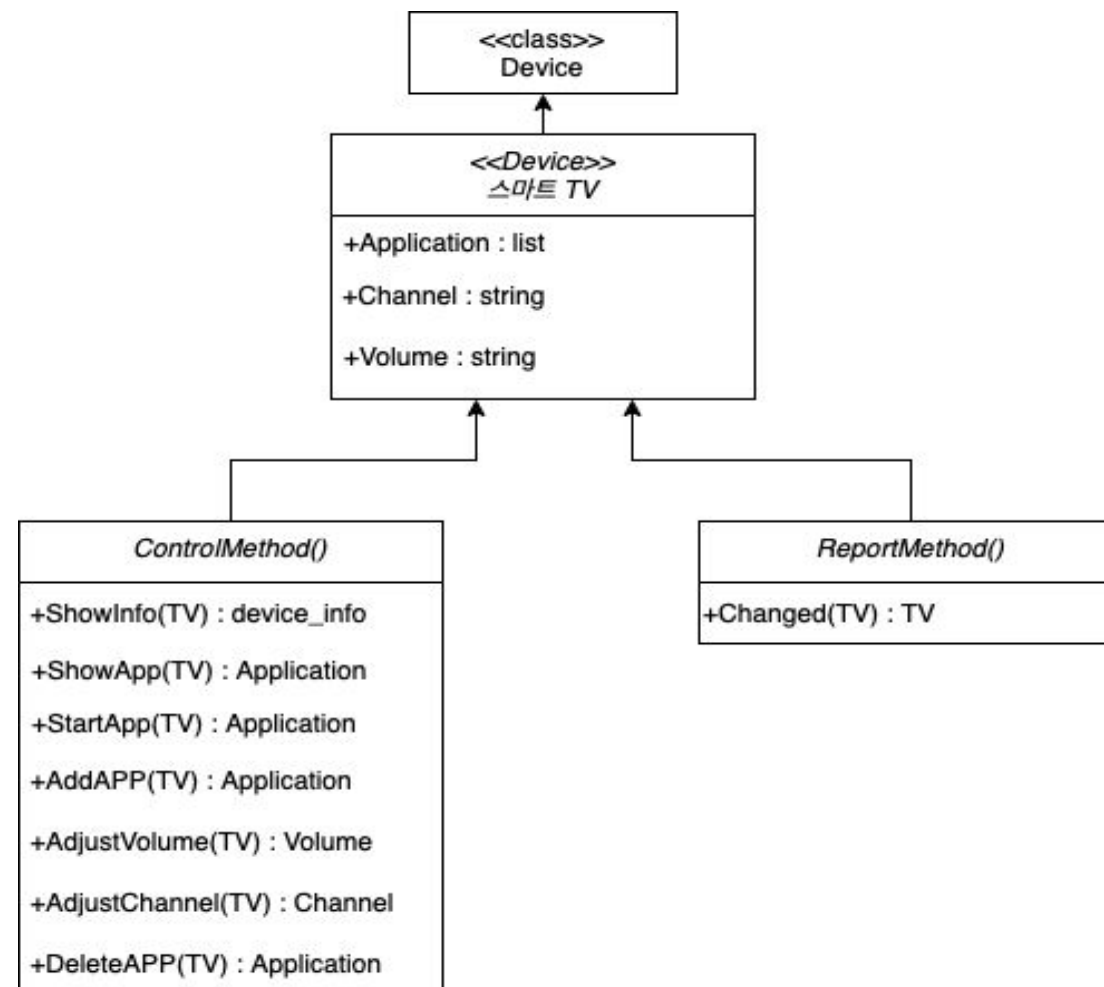 <<class>>
Device
<<Device>>
스마트 TV
+Application : list
+Channel : string
+Volume : string
ControlMethod()
+ShowInfo(TV) : device_info
+ShowApp(TV) : Application
+StartApp(TV) : Application
+AddAPP(TV) : Application
+AdjustVolume(TV) : Volume
+AdjustChannel(TV) : Channel
+DeleteAPP(TV) : Application
ReportMethod()
+Changed(TV) : TV